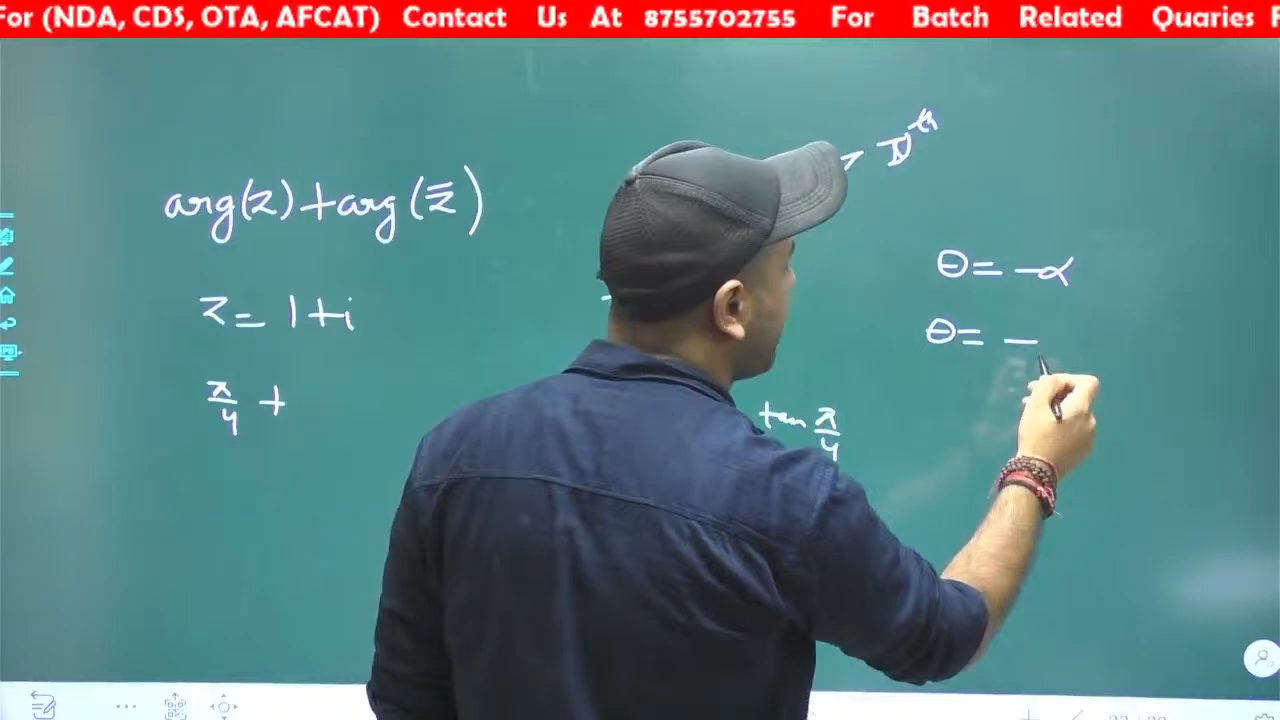 For (NDA, CDS, OTA, AFCAT) Contact Us At 8755702755 For Batch Related Quaries
arg(z)+arg(z̿)
z = 1+i
π/4 +
th
θ = -α
θ = -
tan π/4